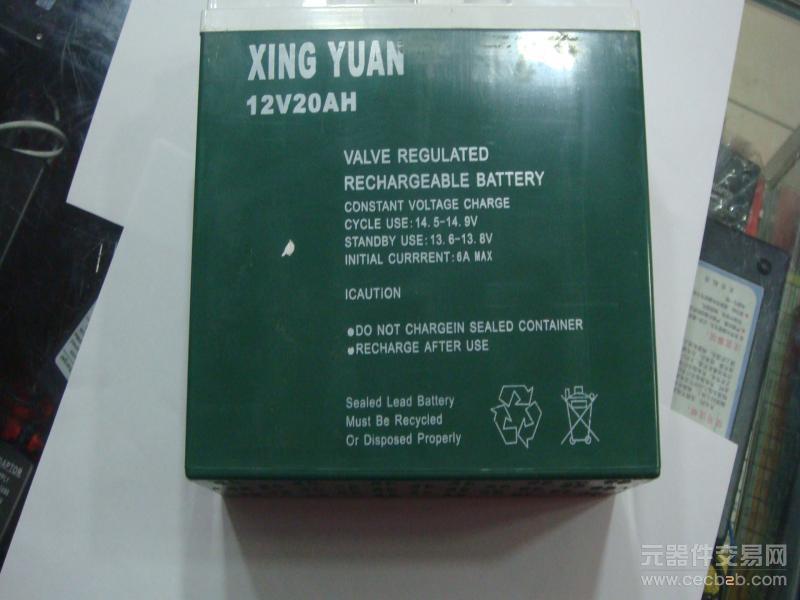 XING YUAN
12V20AH
VALVE REGULATED
RECHARGEABLE BATTERY
CONSTANT VOLTAGE CHARGE
CYCLE USE:14.5-14.9V
STANDBY USE:13.6-13.8V
INITIAL CURRRENT:6A MAX
ICAUTION
●DO NOT CHARGEIN SEALED CONTAINER
●RECHARGE AFTER USE
Sealed Lead Battery
Must Be Recycled
Or Disposed Properly
元器件交易网
www.cecb2b.com